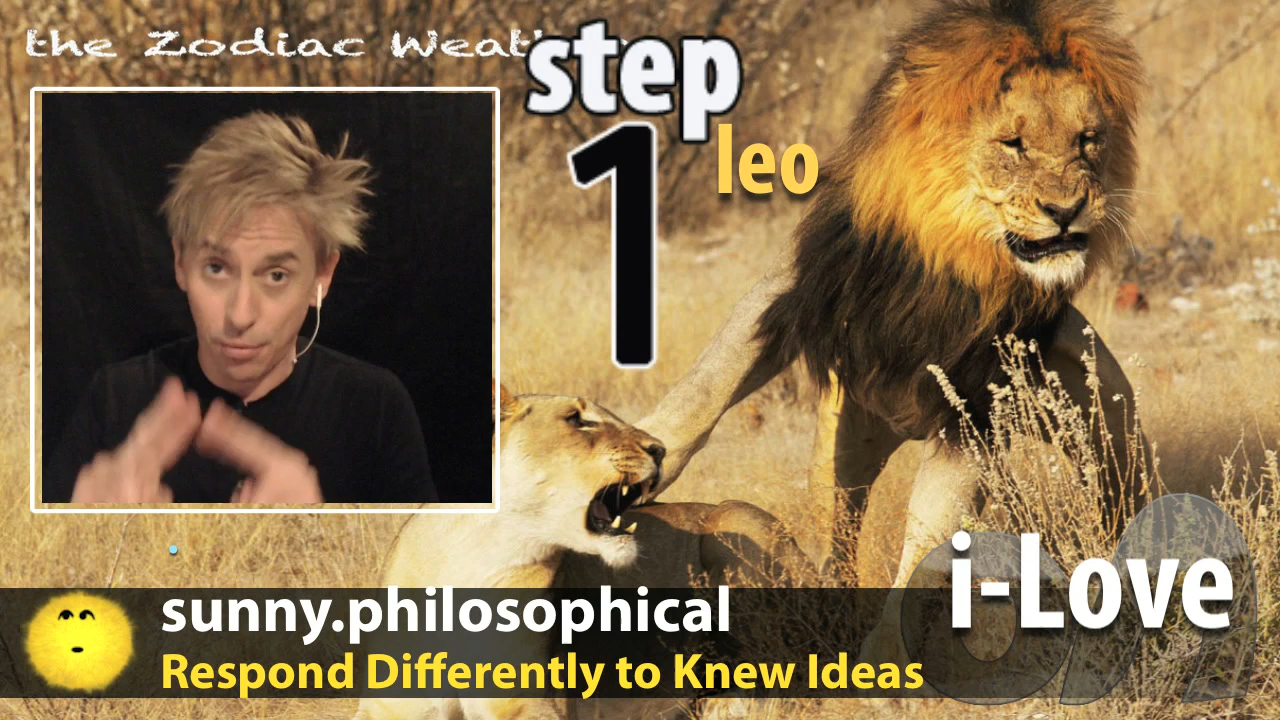 the Zodiac Weat
step
1
leo
i-Love
sunny.philosophical
Respond Differently to Knew Ideas